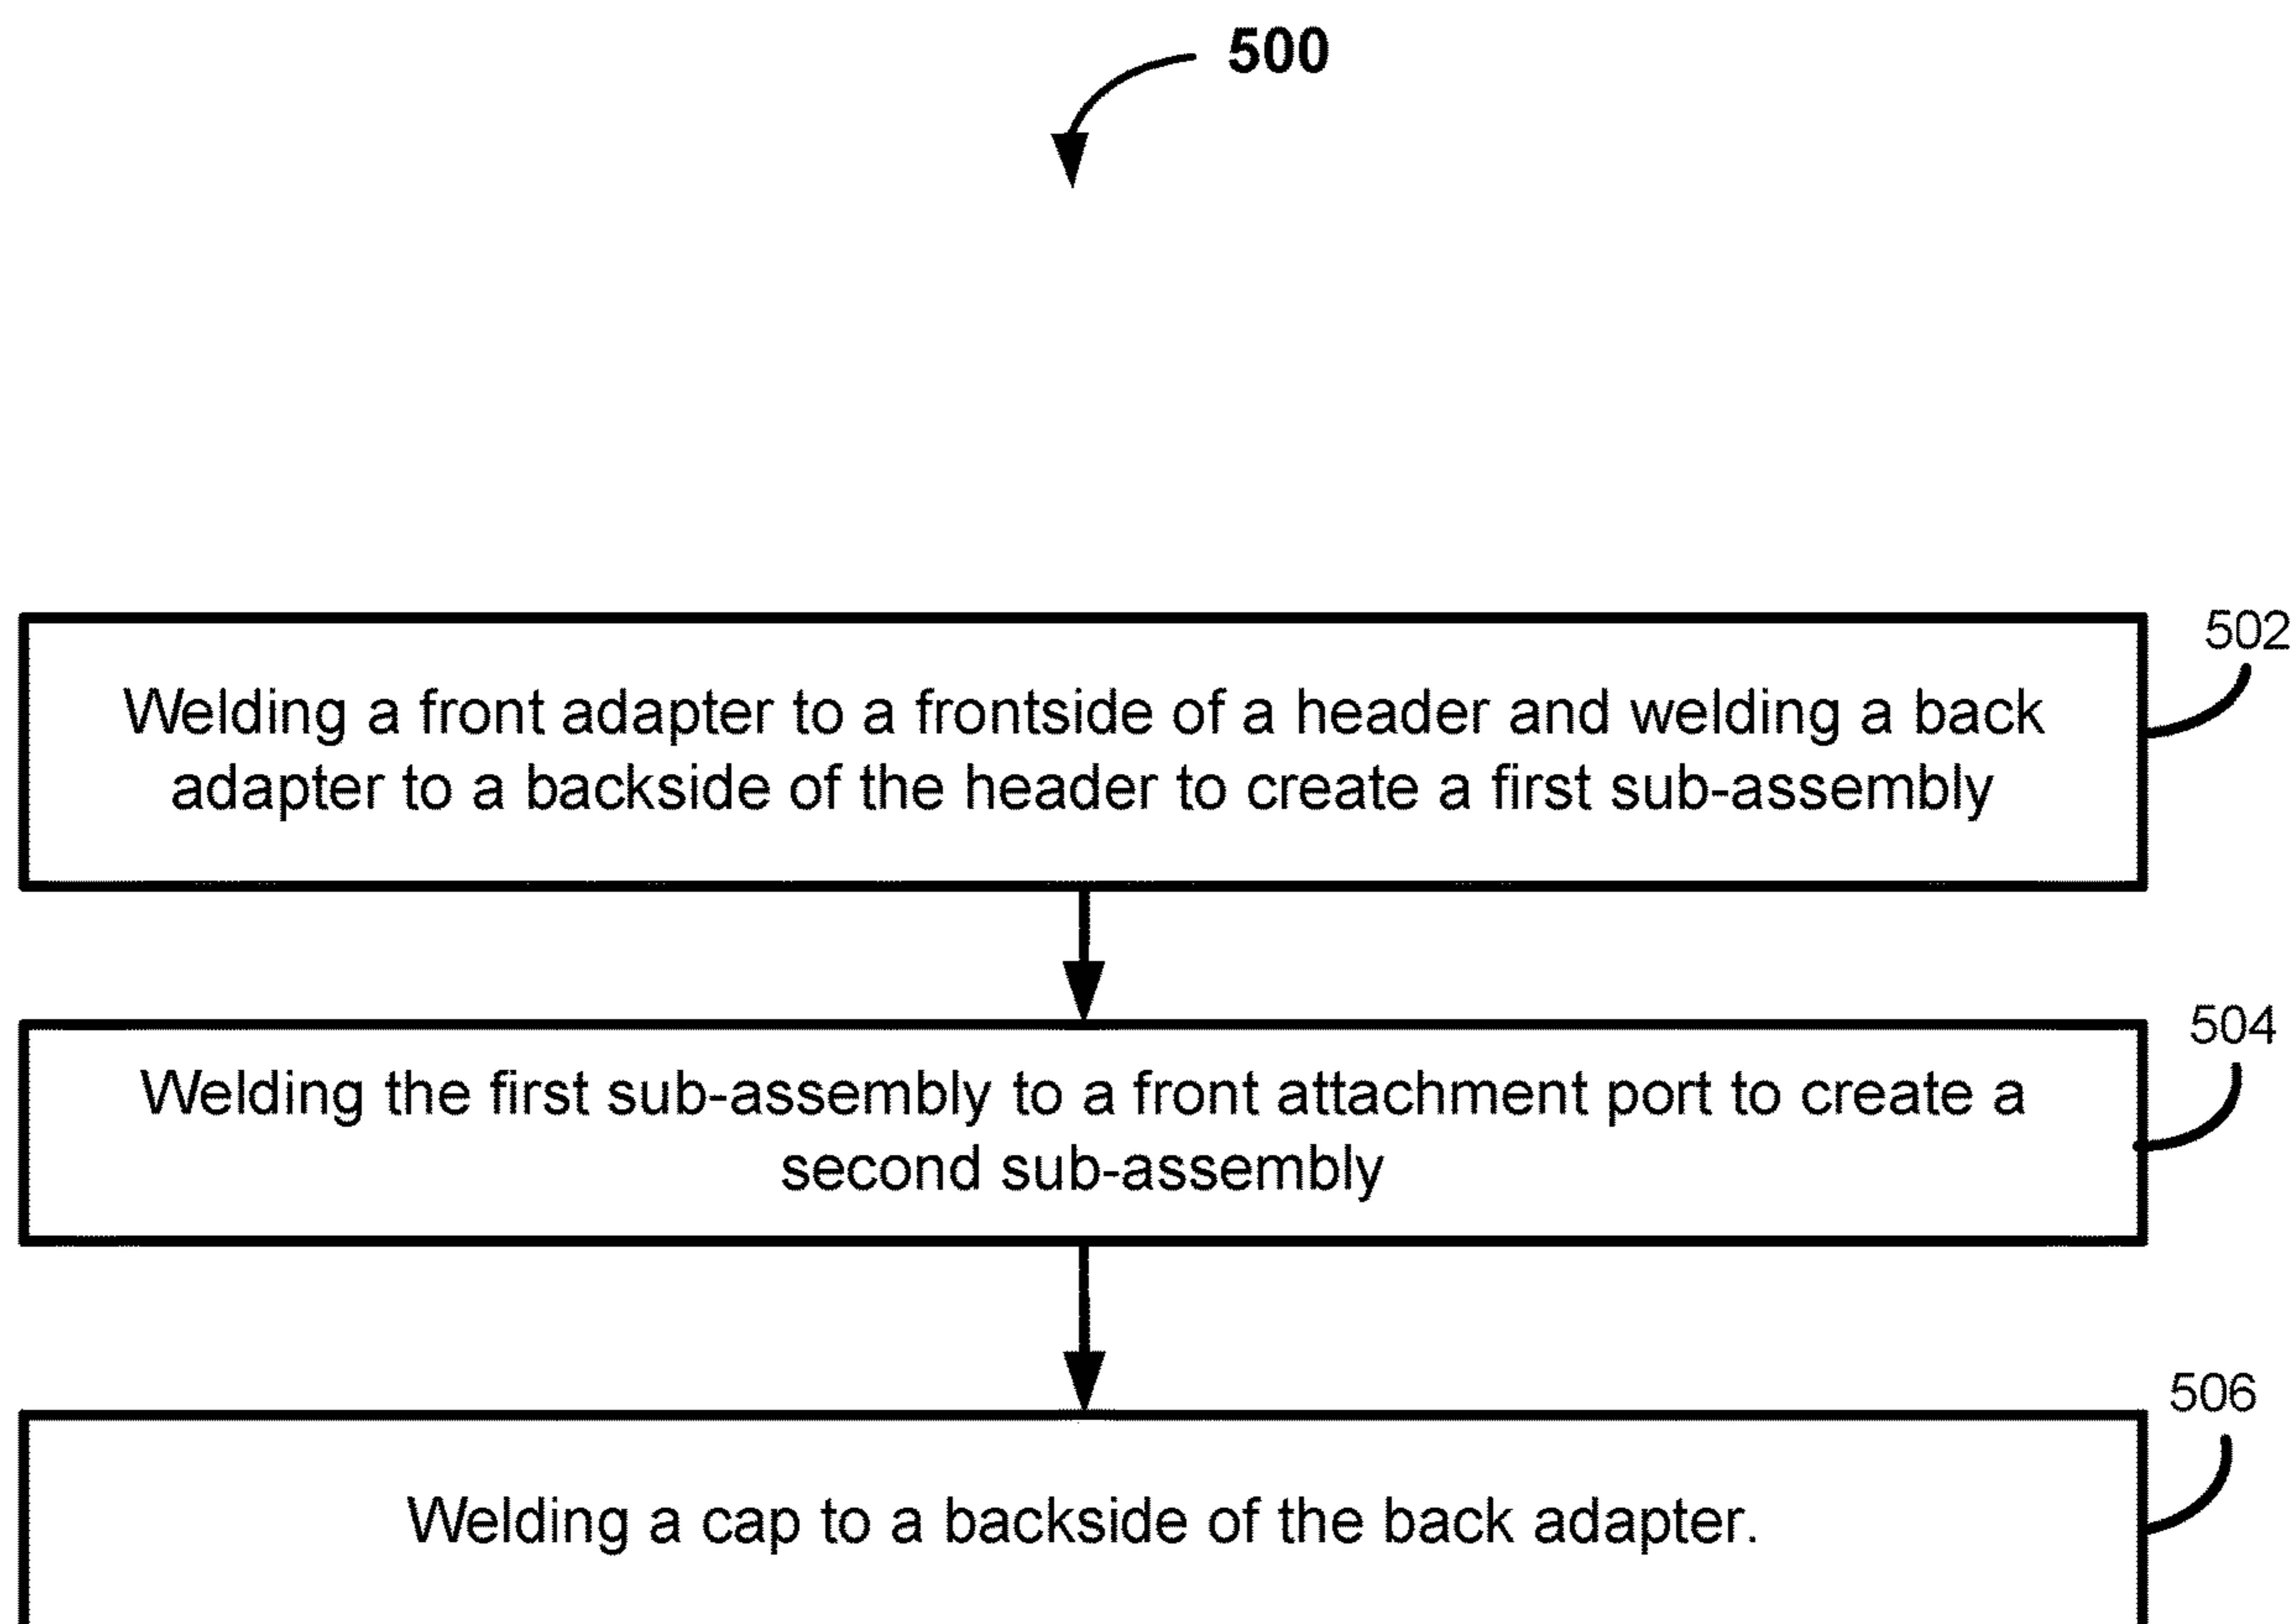 500
502
Welding a front adapter to a frontside of a header and welding a back
adapter to a backside of the header to create a first sub-assembly
504
Welding the first sub-assembly to a front attachment port to create a
second sub-assembly
506
Welding a cap to a backside of the back adapter.